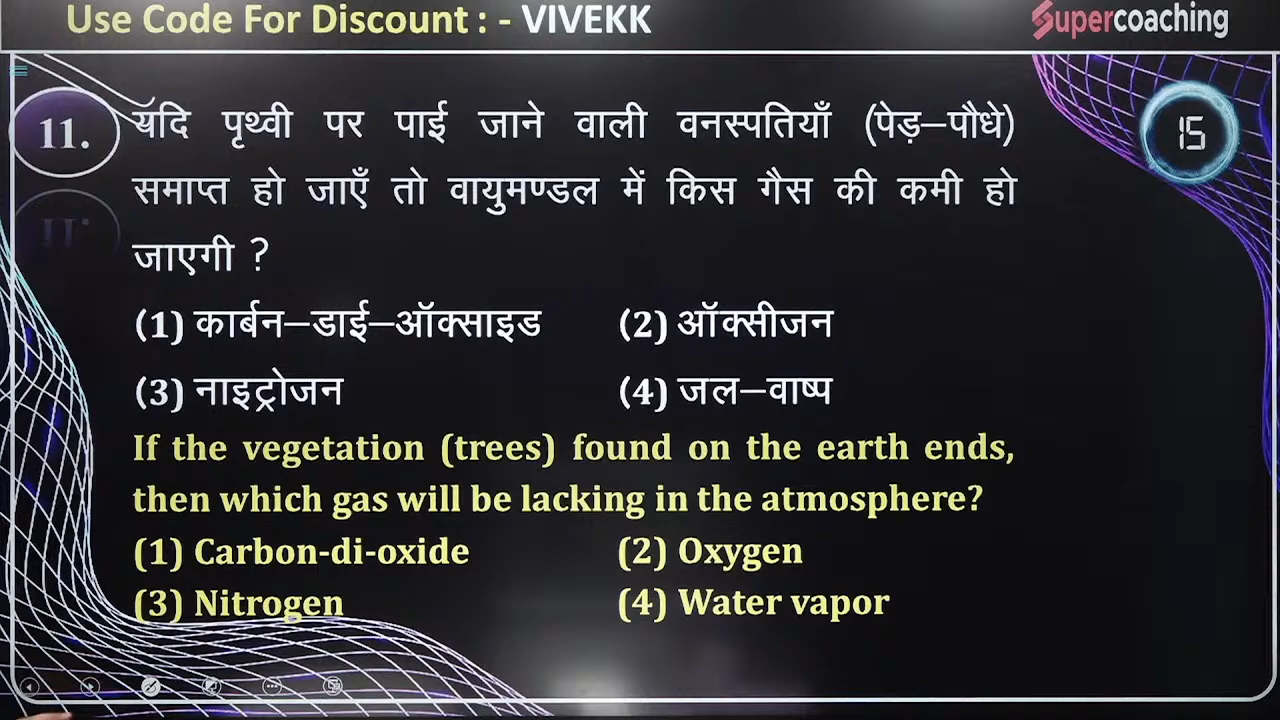 Use Code For Discount : - VIVEKK
Supercoaching
11.
15
यदि पृथ्वी पर पाई जाने वाली वनस्पतियाँ (पेड़–पौधे)
समाप्त हो जाएँ तो वायुमण्डल में किस गैस की कमी हो
जाएगी ?
(1) कार्बन–डाई–ऑक्साइड (2) ऑक्सीजन
(3) नाइट्रोजन (4) जल–वाष्प
If the vegetation (trees) found on the earth ends,
then which gas will be lacking in the atmosphere?
(1) Carbon-di-oxide (2) Oxygen
(3) Nitrogen (4) Water vapor